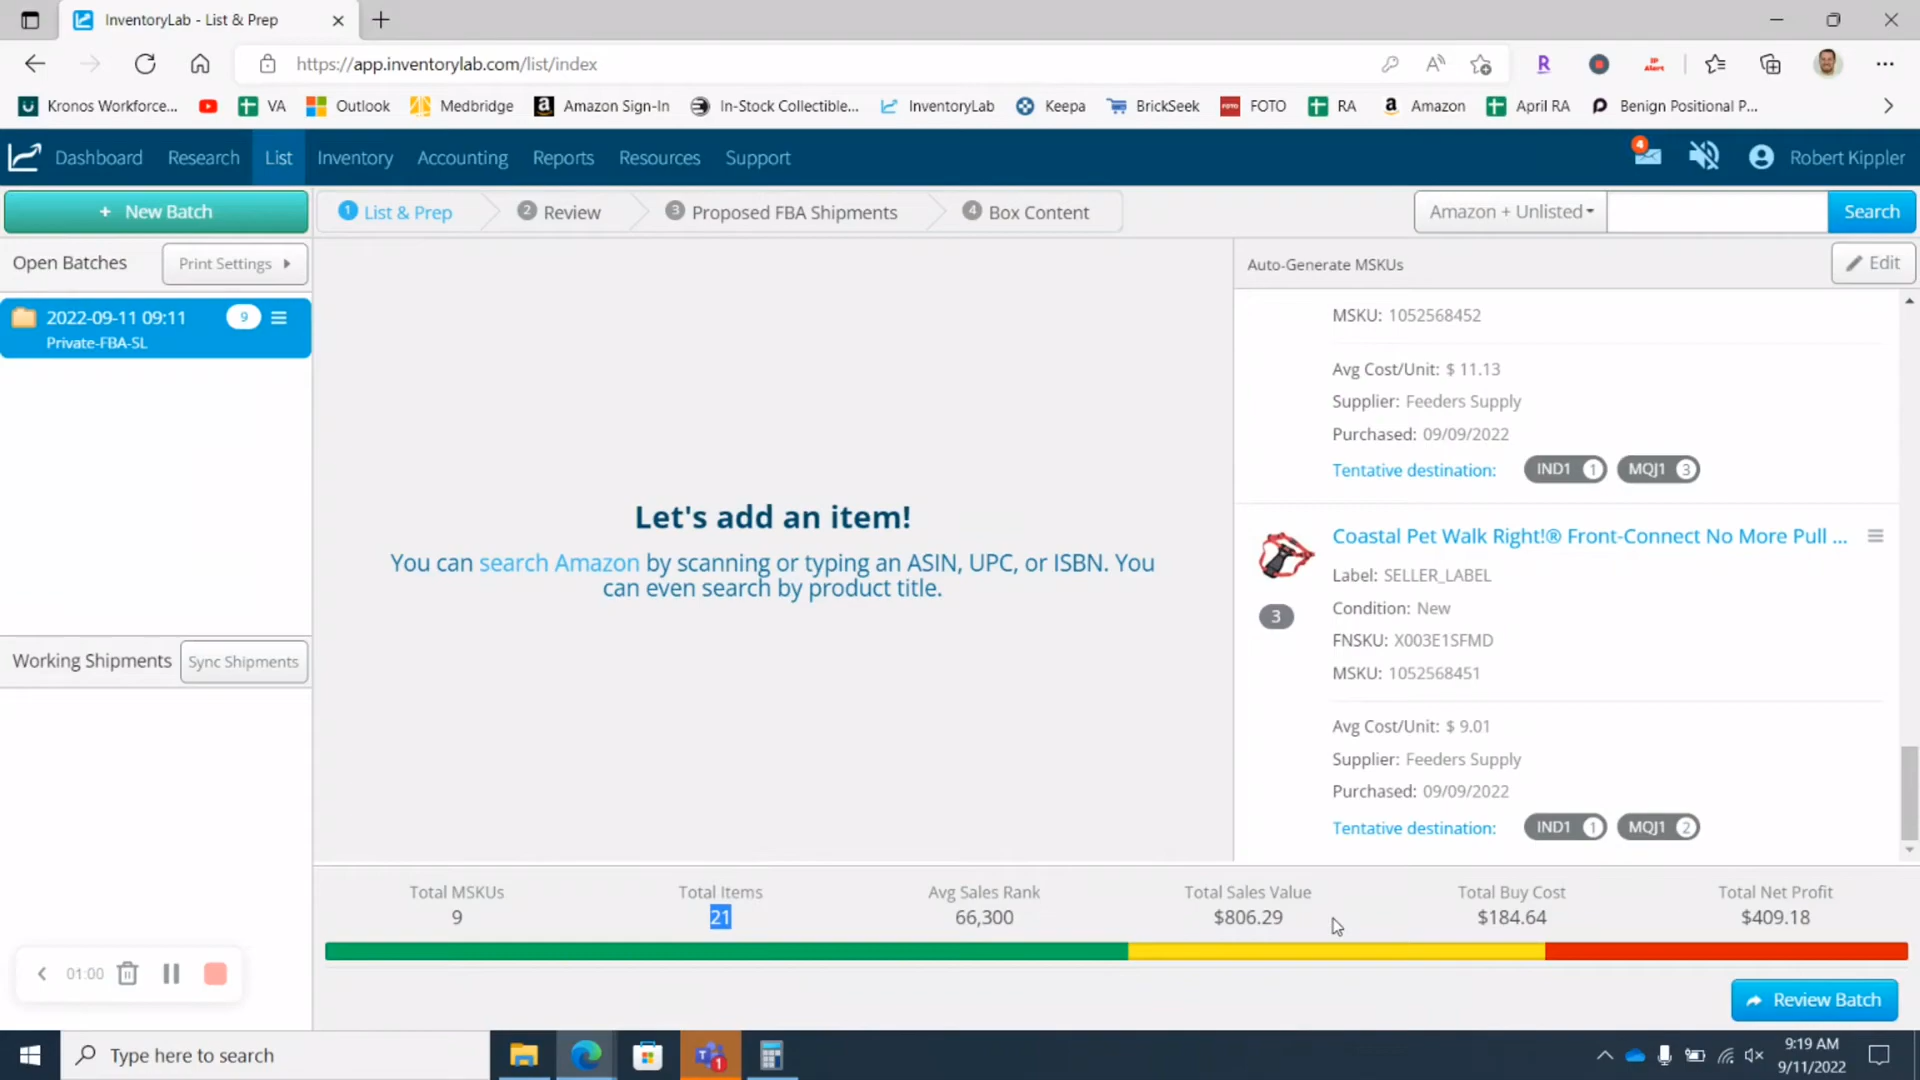 InventoryLab - List & Prep
https://app.inventorylab.com/list/index
Kronos Workforce... VA Outlook Medbridge Amazon Sign-In In-Stock Collectible... InventoryLab Keepa BrickSeek FOTO RA Amazon April RA Benign Positional P...
Dashboard Research List Inventory Accounting Reports Resources Support 4 Robert Kippler
+ New Batch 1 List & Prep 2 Review 3 Proposed FBA Shipments 4 Box Content Amazon + Unlisted Search
Open Batches Print Settings Auto-Generate MSKUs Edit
2022-09-11 09:11 9
Private-FBA-SL
MSKU: 1052568452
Avg Cost/Unit: $ 11.13
Supplier: Feeders Supply
Purchased: 09/09/2022
Tentative destination: IND1 1 MQJ1 3
Let's add an item!
You can search Amazon by scanning or typing an ASIN, UPC, or ISBN. You
can even search by product title.
Coastal Pet Walk Right!® Front-Connect No More Pull ...
Label: SELLER_LABEL
Condition: New
3
FNSKU: X003E1SFMD
MSKU: 1052568451
Avg Cost/Unit: $ 9.01
Supplier: Feeders Supply
Purchased: 09/09/2022
Tentative destination: IND1 1 MQJ1 2
Working Shipments Sync Shipments
Total MSKUs Total Items Avg Sales Rank Total Sales Value Total Buy Cost Total Net Profit
9 21 66,300 $806.29 $184.64 $409.18
01:00
Review Batch
Type here to search
1
9:19 AM
9/11/2022